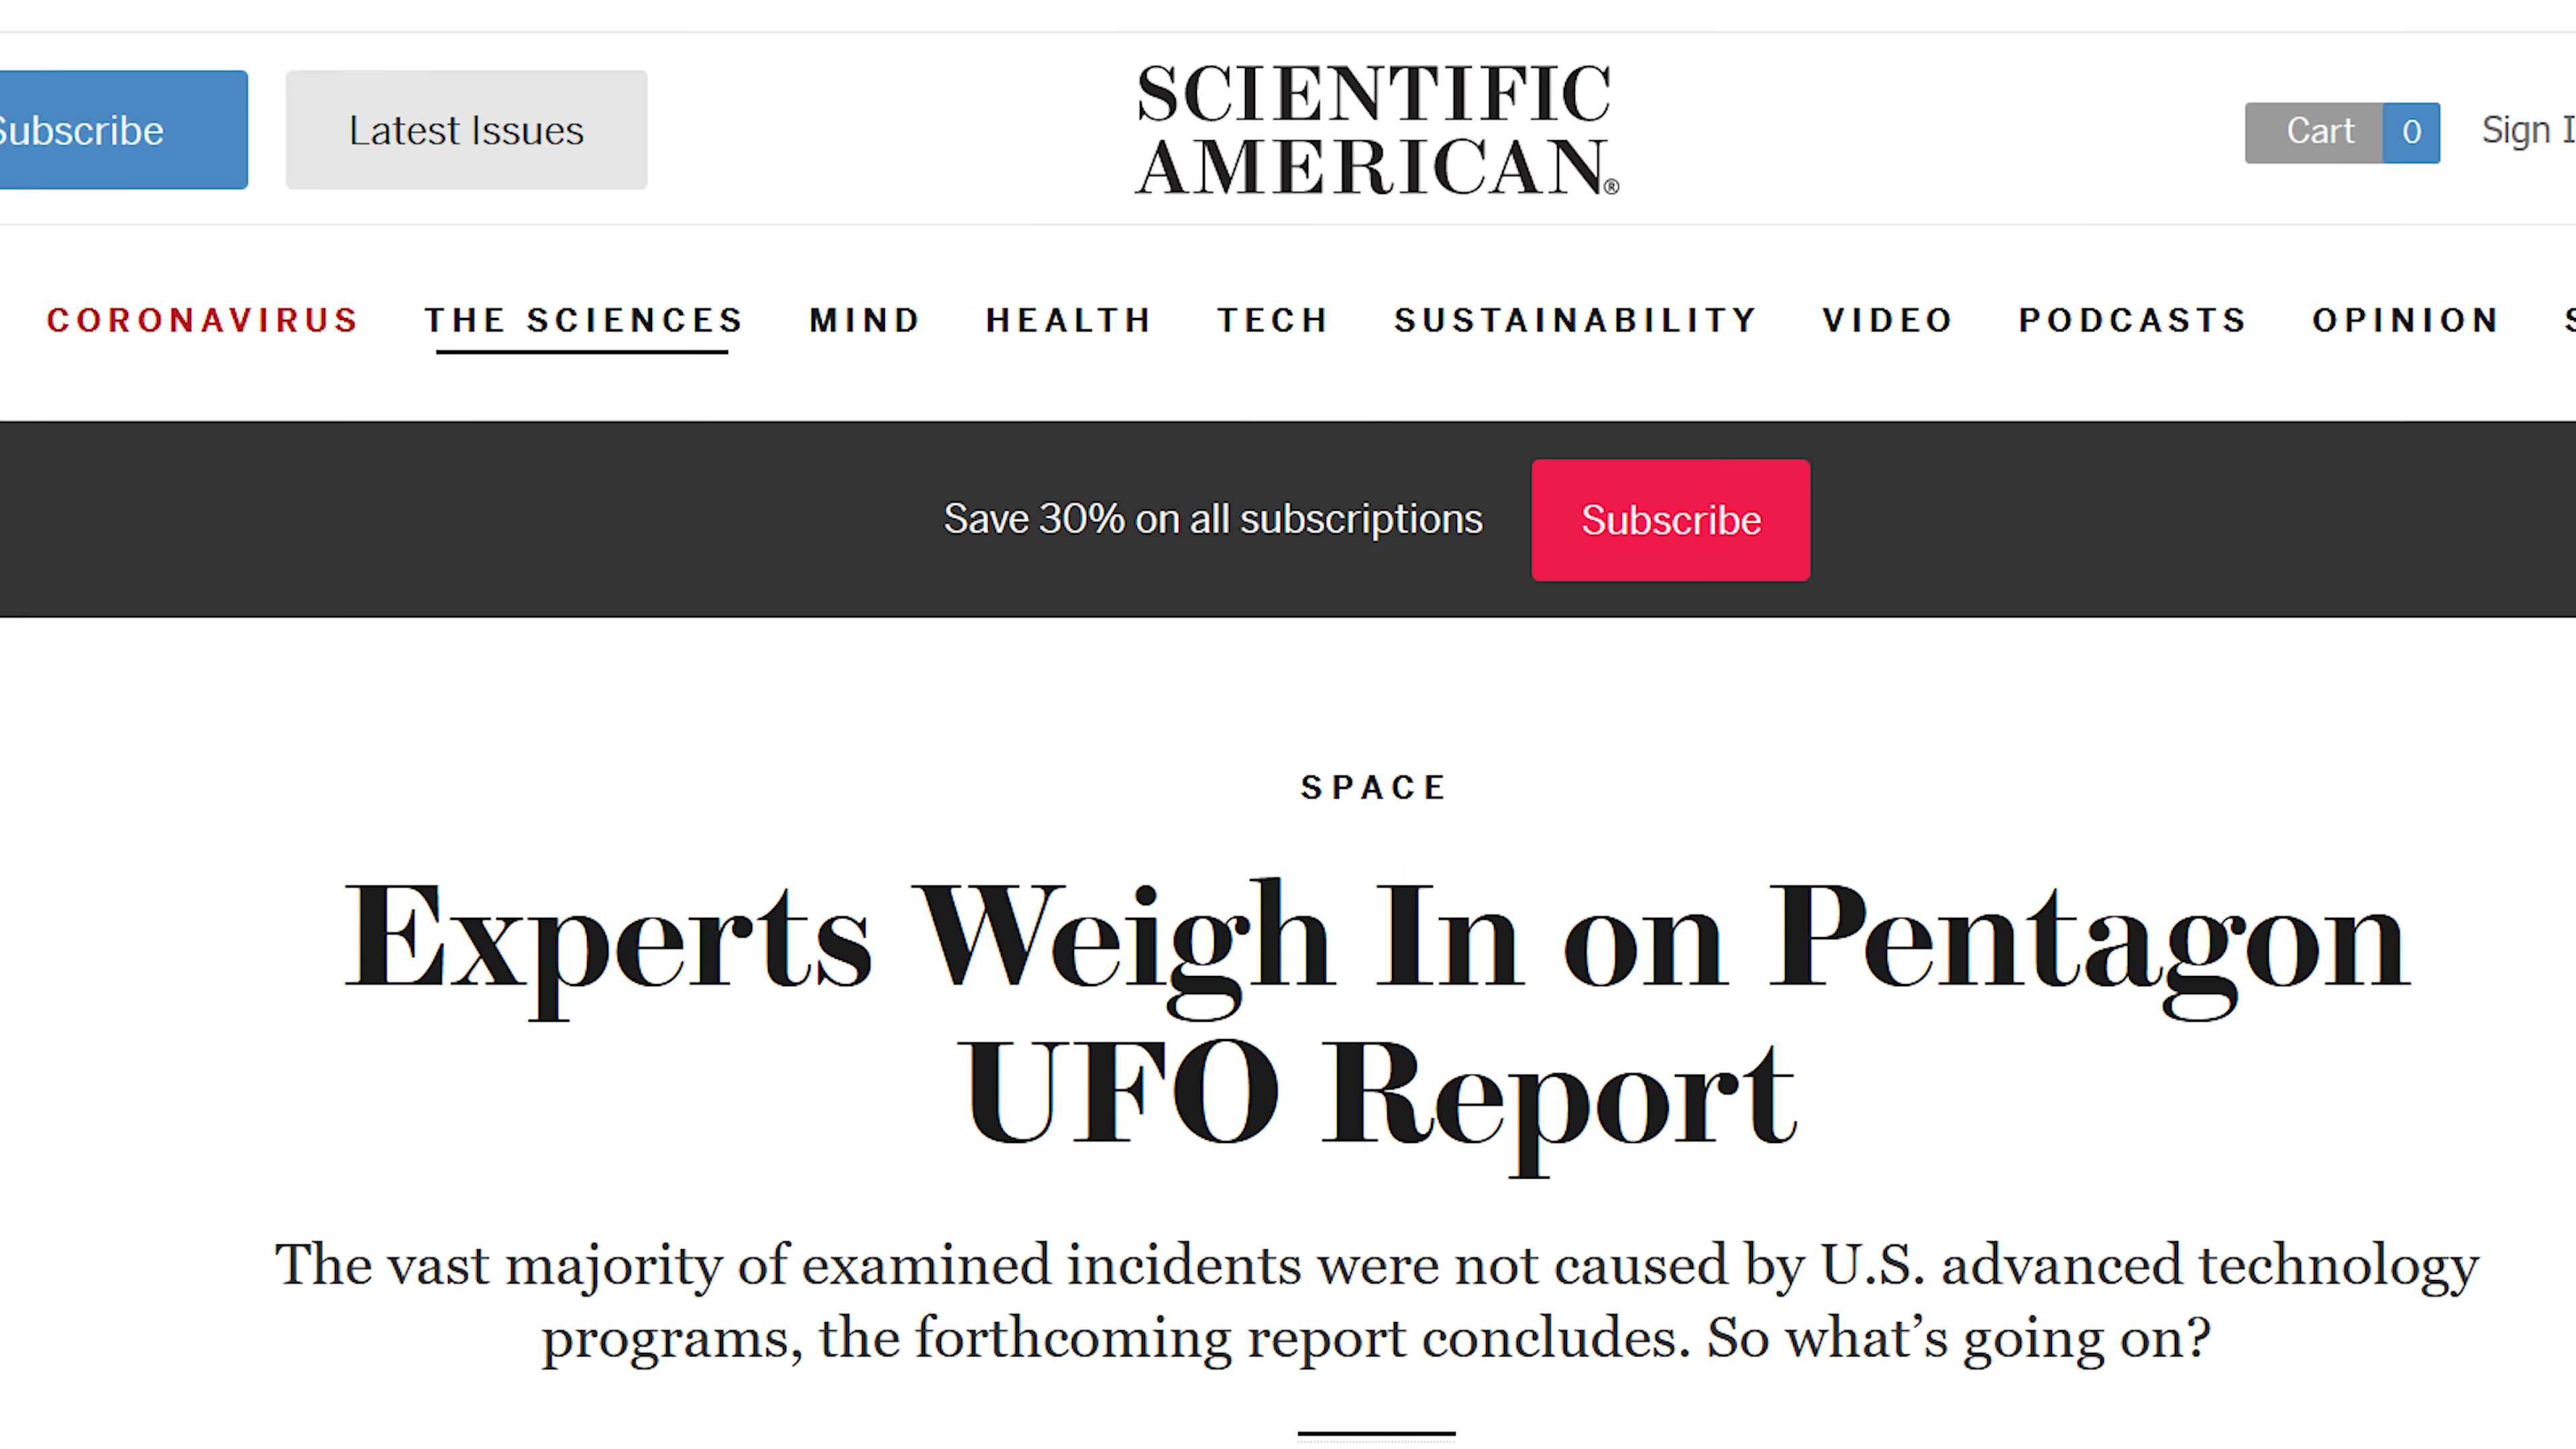 Subscribe
Latest Issues
SCIENTIFIC
AMERICAN®
Cart 0
Sign I
CORONAVIRUS THE SCIENCES MIND HEALTH TECH SUSTAINABILITY VIDEO PODCASTS OPINION S
Save 30% on all subscriptions
Subscribe
SPACE
Experts Weigh In on Pentagon
UFO Report
The vast majority of examined incidents were not caused by U.S. advanced technology
programs, the forthcoming report concludes. So what's going on?